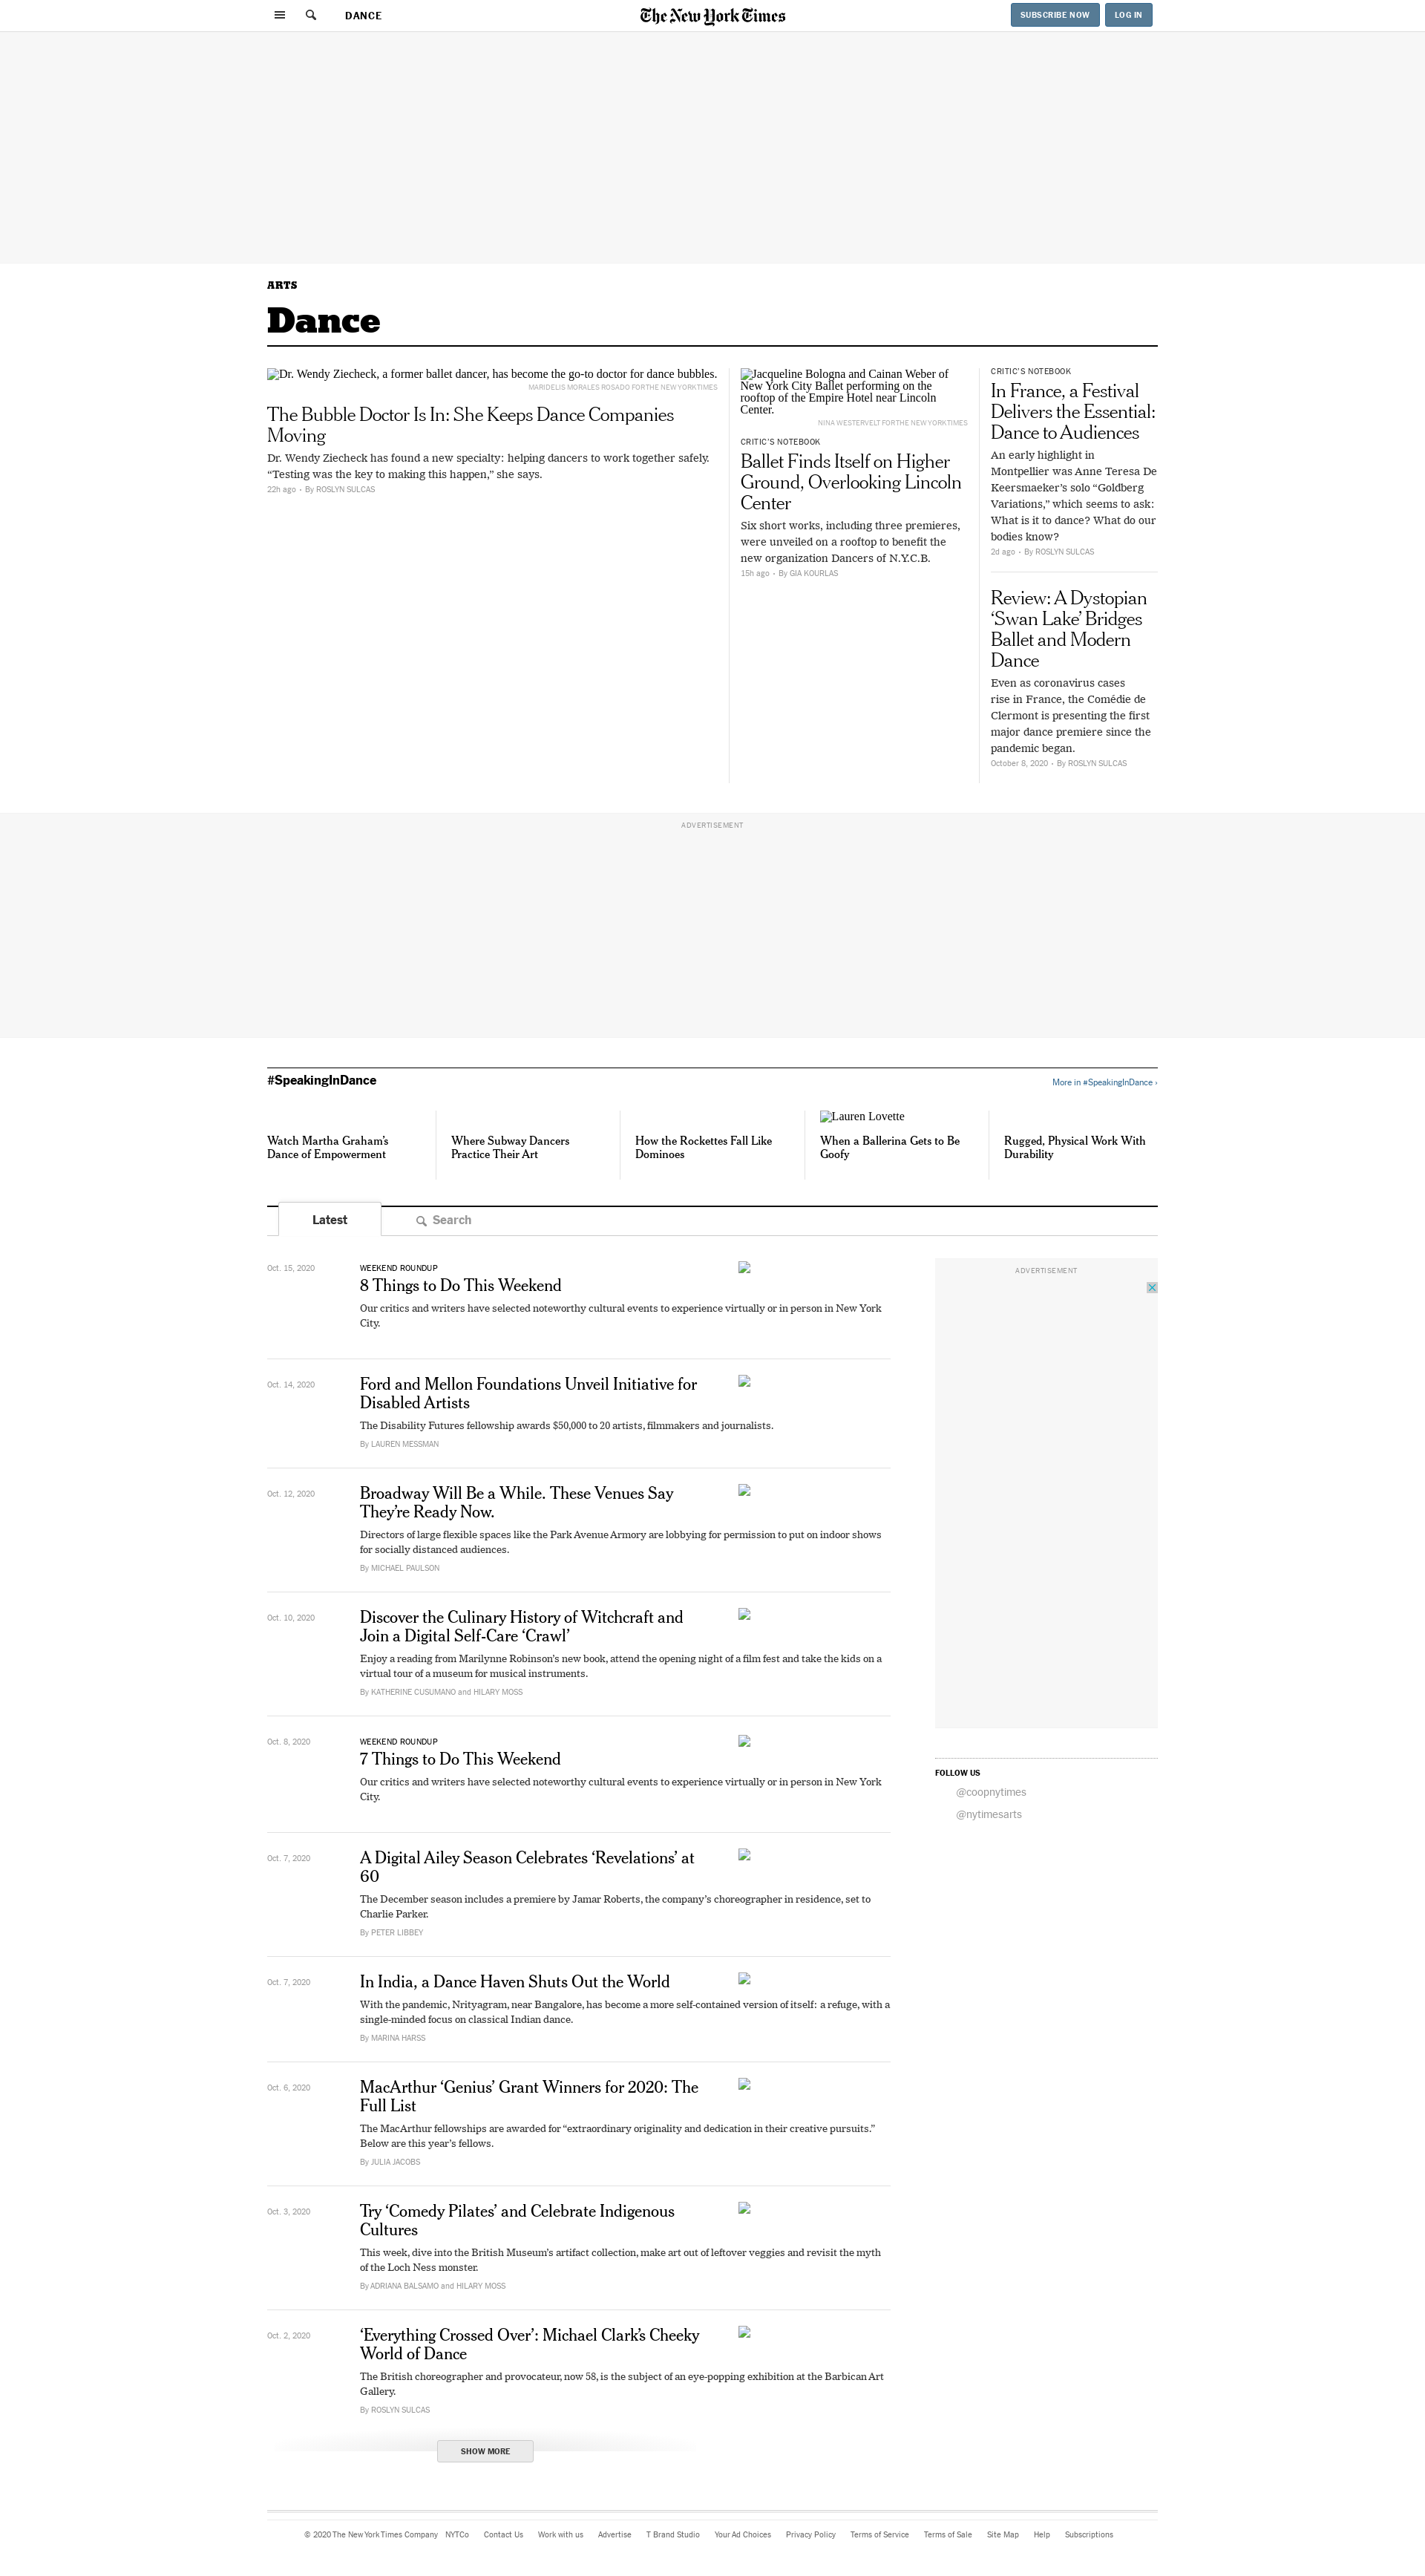 DANCE
The New York Times
SUBSCRIBE NOW
LOG IN
ARTS
Dance
Dr. Wendy Ziecheck, a former ballet dancer, has become the go-to doctor for dance bubbles.
MARIDELIS MORALES ROSADO FOR THE NEW YORK TIMES
The Bubble Doctor Is In: She Keeps Dance Companies
Moving
Dr. Wendy Ziecheck has found a new specialty: helping dancers to work together safely.
“Testing was the key to making this happen,” she says.
22h ago • By ROSLYN SULCAS
Jacqueline Bologna and Cainan Weber of
New York City Ballet performing on the
rooftop of the Empire Hotel near Lincoln
Center.
NINA WESTERVELT FOR THE NEW YORK TIMES
CRITIC’S NOTEBOOK
Ballet Finds Itself on Higher
Ground, Overlooking Lincoln
Center
Six short works, including three premieres,
were unveiled on a rooftop to benefit the
new organization Dancers of N.Y.C.B.
15h ago • By GIA KOURLAS
CRITIC’S NOTEBOOK
In France, a Festival
Delivers the Essential:
Dance to Audiences
An early highlight in
Montpellier was Anne Teresa De
Keersmaeker’s solo “Goldberg
Variations,” which seems to ask:
What is it to dance? What do our
bodies know?
2d ago • By ROSLYN SULCAS
Review: A Dystopian
‘Swan Lake’ Bridges
Ballet and Modern
Dance
Even as coronavirus cases
rise in France, the Comédie de
Clermont is presenting the first
major dance premiere since the
pandemic began.
October 8, 2020 • By ROSLYN SULCAS
ADVERTISEMENT
#SpeakingInDance
More in #SpeakingInDance ›
Watch Martha Graham’s
Dance of Empowerment
Where Subway Dancers
Practice Their Art
How the Rockettes Fall Like
Dominoes
Lauren Lovette
When a Ballerina Gets to Be
Goofy
Rugged, Physical Work With
Durability
Latest
Search
Oct. 15, 2020
WEEKEND ROUNDUP
8 Things to Do This Weekend
Our critics and writers have selected noteworthy cultural events to experience virtually or in person in New York
City.
Oct. 14, 2020
Ford and Mellon Foundations Unveil Initiative for
Disabled Artists
The Disability Futures fellowship awards $50,000 to 20 artists, filmmakers and journalists.
By LAUREN MESSMAN
Oct. 12, 2020
Broadway Will Be a While. These Venues Say
They’re Ready Now.
Directors of large flexible spaces like the Park Avenue Armory are lobbying for permission to put on indoor shows
for socially distanced audiences.
By MICHAEL PAULSON
Oct. 10, 2020
Discover the Culinary History of Witchcraft and
Join a Digital Self-Care ‘Crawl’
Enjoy a reading from Marilynne Robinson’s new book, attend the opening night of a film fest and take the kids on a
virtual tour of a museum for musical instruments.
By KATHERINE CUSUMANO and HILARY MOSS
Oct. 8, 2020
WEEKEND ROUNDUP
7 Things to Do This Weekend
Our critics and writers have selected noteworthy cultural events to experience virtually or in person in New York
City.
Oct. 7, 2020
A Digital Ailey Season Celebrates ‘Revelations’ at
60
The December season includes a premiere by Jamar Roberts, the company’s choreographer in residence, set to
Charlie Parker.
By PETER LIBBEY
Oct. 7, 2020
In India, a Dance Haven Shuts Out the World
With the pandemic, Nrityagram, near Bangalore, has become a more self-contained version of itself: a refuge, with a
single-minded focus on classical Indian dance.
By MARINA HARSS
Oct. 6, 2020
MacArthur ‘Genius’ Grant Winners for 2020: The
Full List
The MacArthur fellowships are awarded for “extraordinary originality and dedication in their creative pursuits.”
Below are this year’s fellows.
By JULIA JACOBS
Oct. 3, 2020
Try ‘Comedy Pilates’ and Celebrate Indigenous
Cultures
This week, dive into the British Museum’s artifact collection, make art out of leftover veggies and revisit the myth
of the Loch Ness monster.
By ADRIANA BALSAMO and HILARY MOSS
Oct. 2, 2020
‘Everything Crossed Over’: Michael Clark’s Cheeky
World of Dance
The British choreographer and provocateur, now 58, is the subject of an eye-popping exhibition at the Barbican Art
Gallery.
By ROSLYN SULCAS
SHOW MORE
ADVERTISEMENT
FOLLOW US
@coopnytimes
@nytimesarts
© 2020 The New York Times Company NYTCo Contact Us Work with us Advertise T Brand Studio Your Ad Choices Privacy Policy Terms of Service Terms of Sale Site Map Help Subscriptions